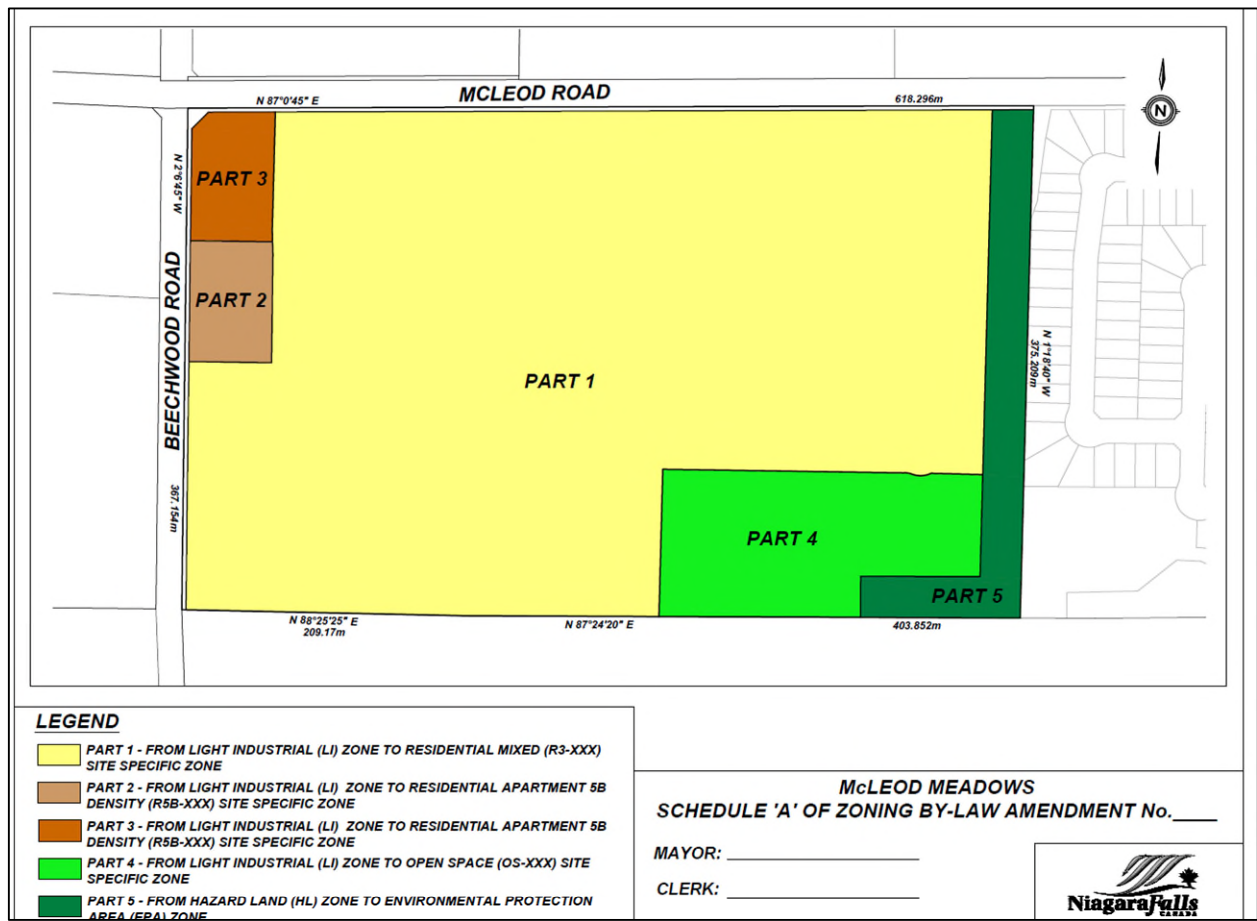 MCLEOD ROAD
N 87°0'45" E
618.296m
N
N 2°6'45" W
PART 3
PART 2
BEECHWOOD ROAD
PART 1
N 1°18'40" W
375.209m
367.154m
PART 4
PART 5
N 88°25'25" E
209.17m
N 87°24'20" E
403.852m
LEGEND
PART 1 - FROM LIGHT INDUSTRIAL (LI) ZONE TO RESIDENTIAL MIXED (R3-XXX)
SITE SPECIFIC ZONE
PART 2 - FROM LIGHT INDUSTRIAL (LI) ZONE TO RESIDENTIAL APARTMENT 5B
DENSITY (R5B-XXX) SITE SPECIFIC ZONE
PART 3 - FROM LIGHT INDUSTRIAL (LI) ZONE TO RESIDENTIAL APARTMENT 5B
DENSITY (R5B-XXX) SITE SPECIFIC ZONE
PART 4 - FROM LIGHT INDUSTRIAL (LI) ZONE TO OPEN SPACE (OS-XXX) SITE
SPECIFIC ZONE
PART 5 - FROM HAZARD LAND (HL) ZONE TO ENVIRONMENTAL PROTECTION
AREA (EPA) ZONE
McLEOD MEADOWS
SCHEDULE 'A' OF ZONING BY-LAW AMENDMENT No.____
MAYOR: ____________________
CLERK: ____________________
NiagaraFalls
CANADA